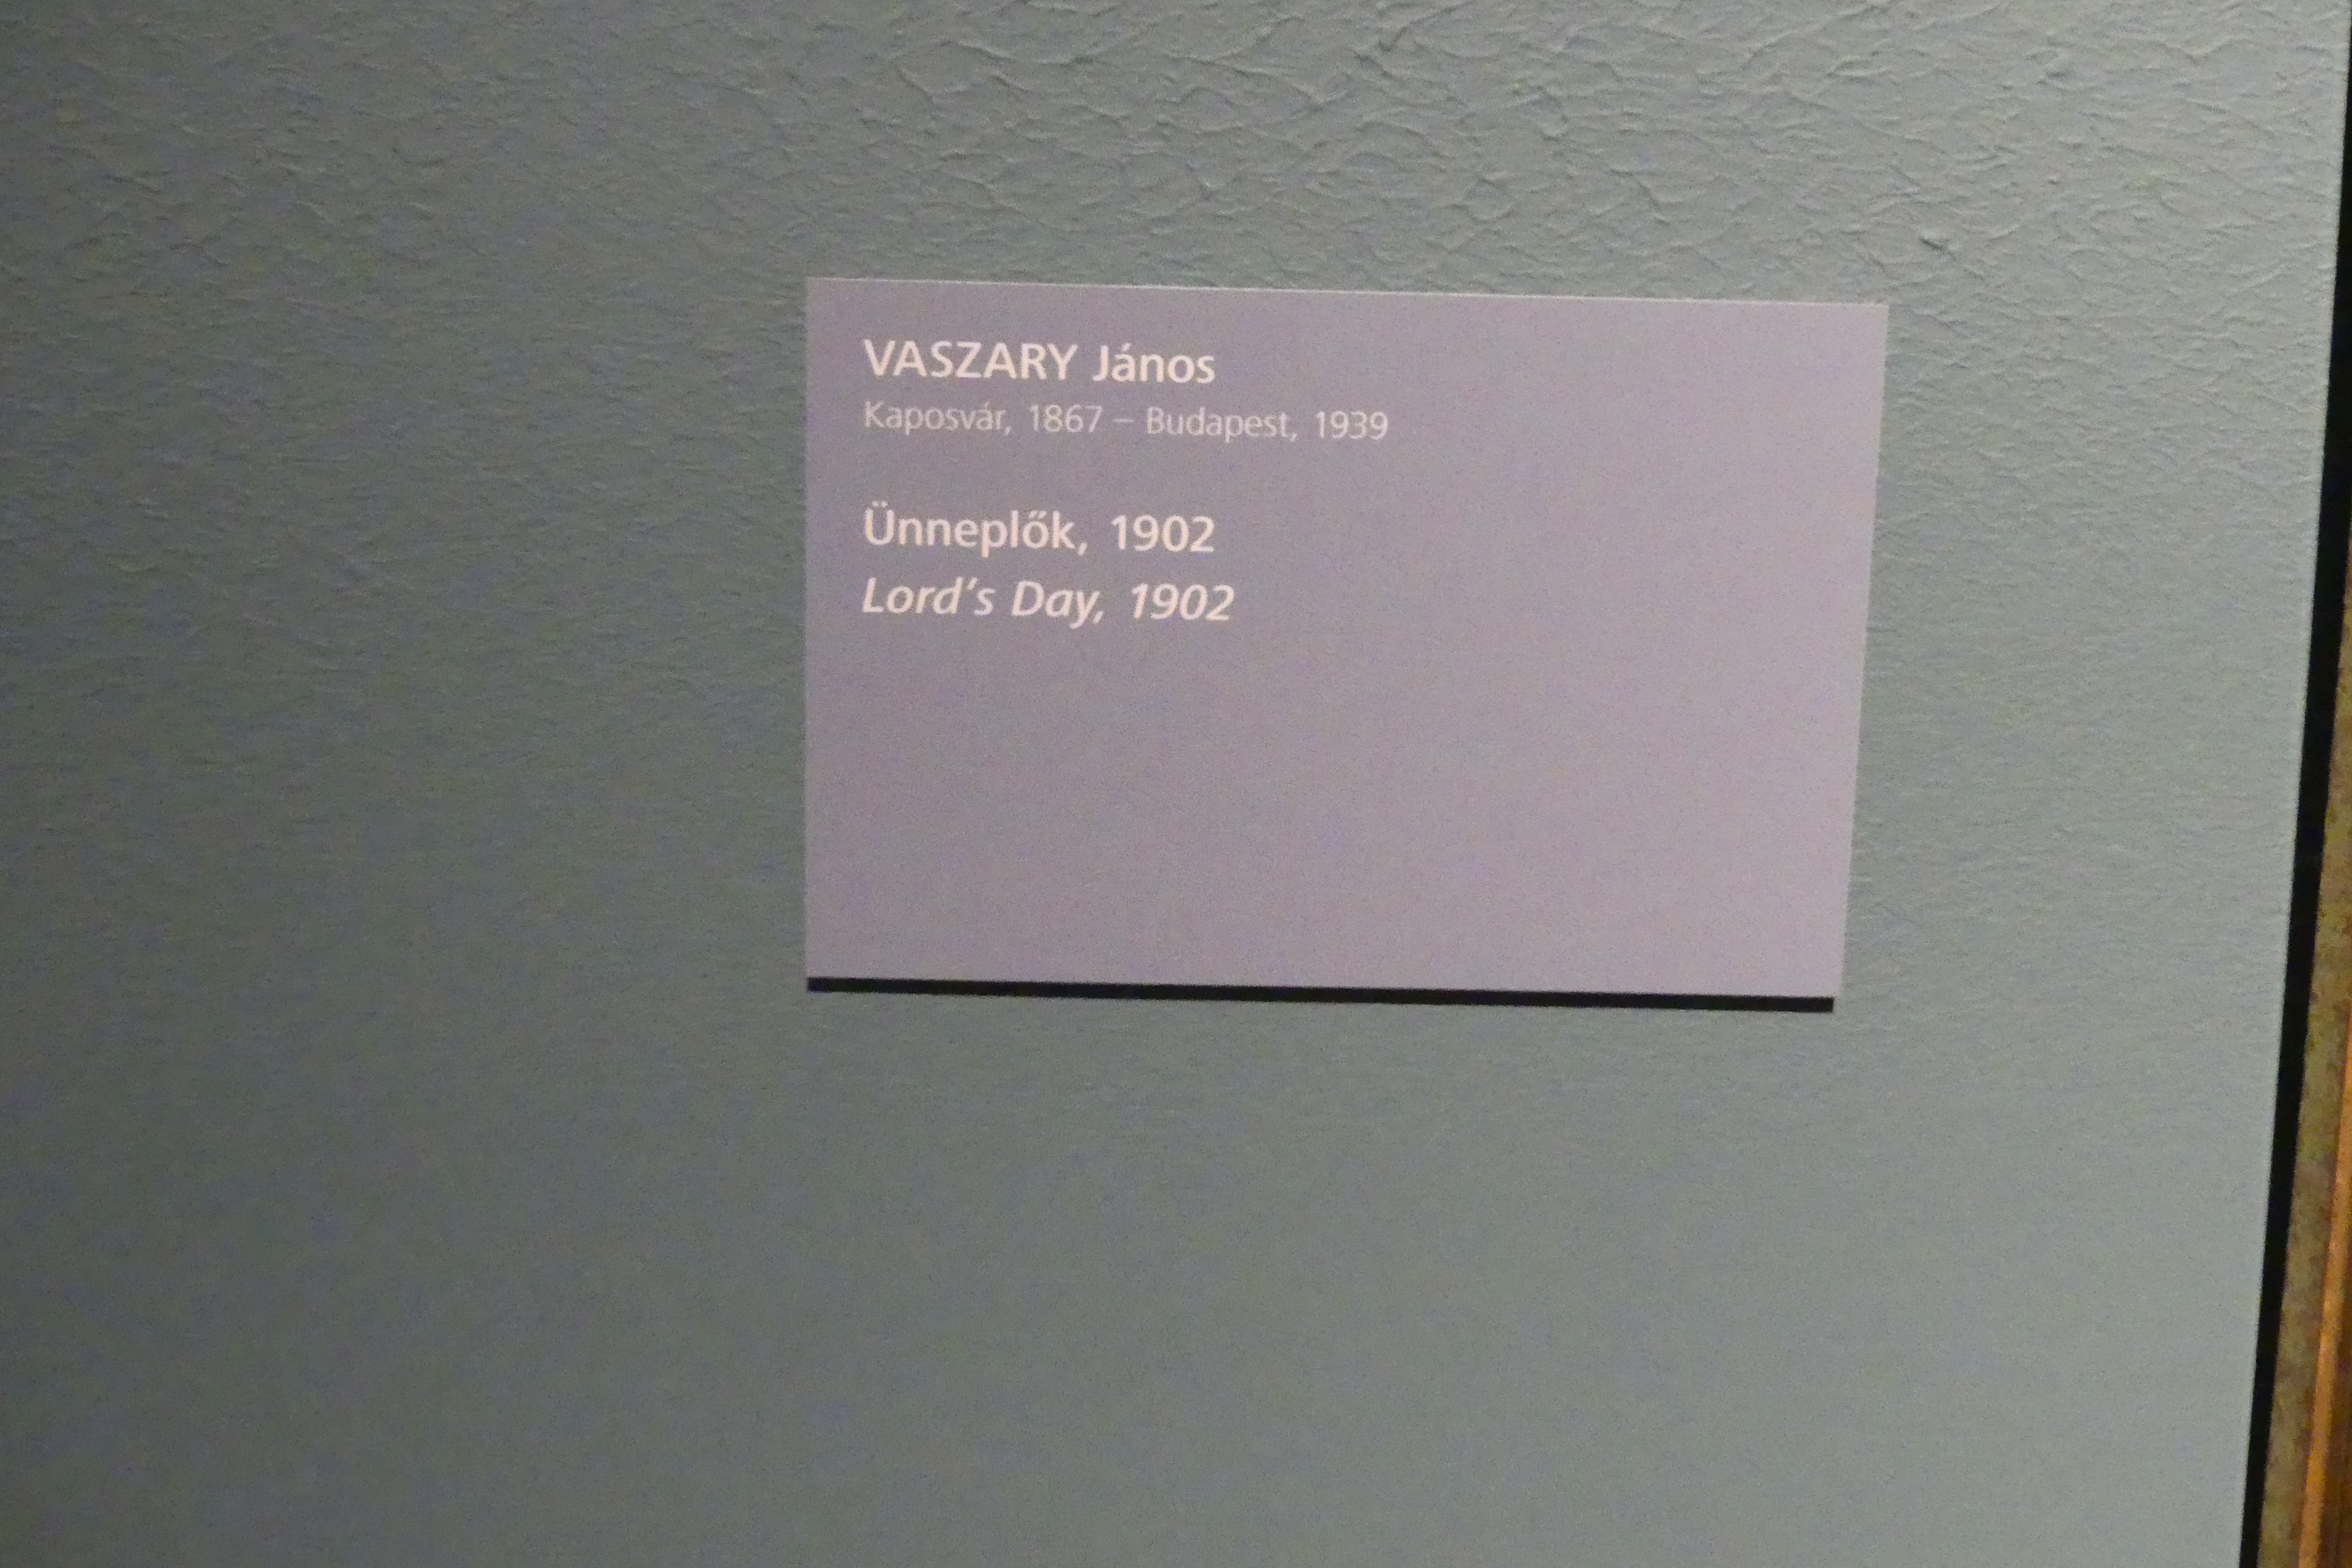 VASZARY János
Kaposvár, 1867 – Budapest, 1939
Ünneplők, 1902
Lord’s Day, 1902